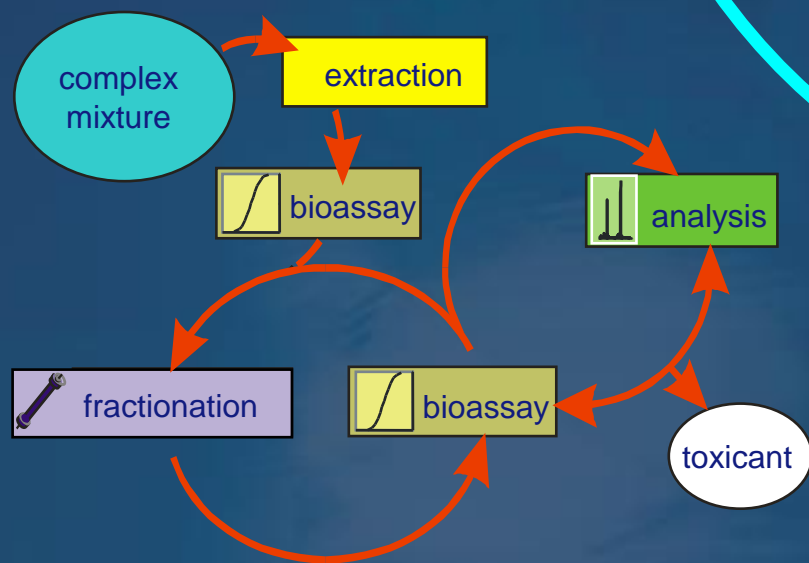 complex
mixture
extraction
bioassay
analysis
fractionation
bioassay
toxicant